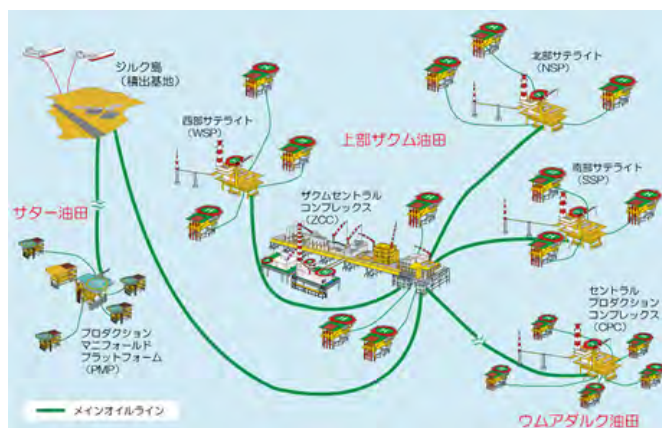 ジルク島
(積出基地)
北部サテライト
(NSP)
西部サテライト
(WSP)
上部ザクム油田
南部サテライト
(SSP)
サター油田
ザクムセントラル
コンプレックス
(ZCC)
セントラル
プロダクション
コンプレックス
(CPC)
プロダクション
マニフォールド
プラットフォーム
(PMP)
メインオイルライン
ウムアダルク油田